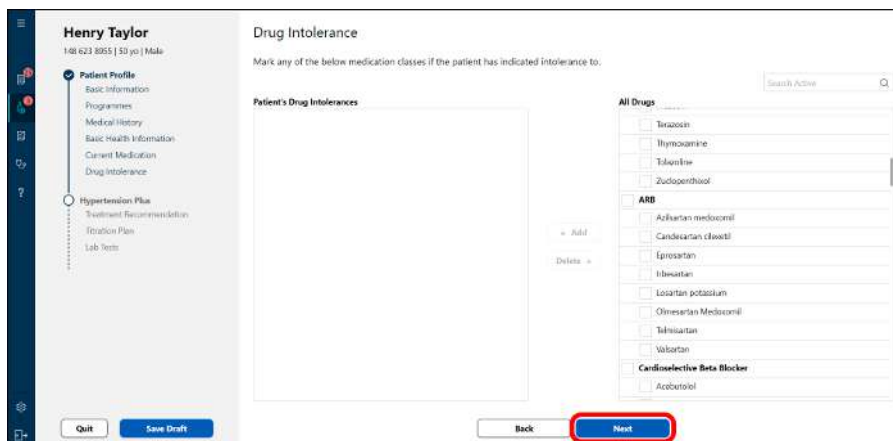 Henry Taylor
148 623 8955 | 50 yo | Male
Patient Profile
Basic Information
Programmes
Medical History
Basic Health Information
Current Medication
Drug Intolerance
Hypertension Plus
Treatment Recommendation
Titration Plan
Lab Tests
Quit
Save Draft
Drug Intolerance
Mark any of the below medication classes if the patient has indicated intolerance to.
Search Active
Patient's Drug Intolerances
+ Add
Delete
All Drugs
Terazosin
Thymoxamine
Tolazoline
Zuclopenthixol
ARB
Azilsartan medoxomil
Candesartan cilexetil
Eprosartan
Irbesartan
Losartan potassium
Olmesartan Medoxomil
Telmisartan
Valsartan
Cardioselective Beta Blocker
Acebutolol
Back
Next